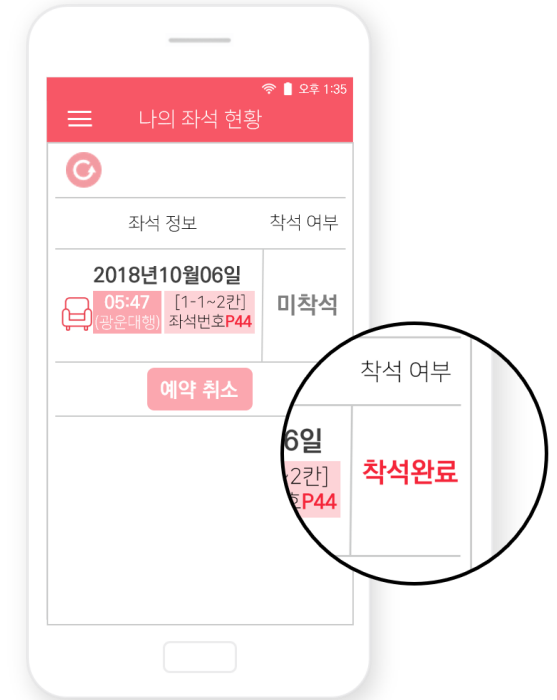 오후 1:35
나의 좌석 현황
좌석 정보
착석 여부
2018년10월06일
05:47
(광운대행)
[1-1~2칸]
좌석번호P44
미착석
예약 취소
착석 여부
6일
~2칸]
호P44
착석완료